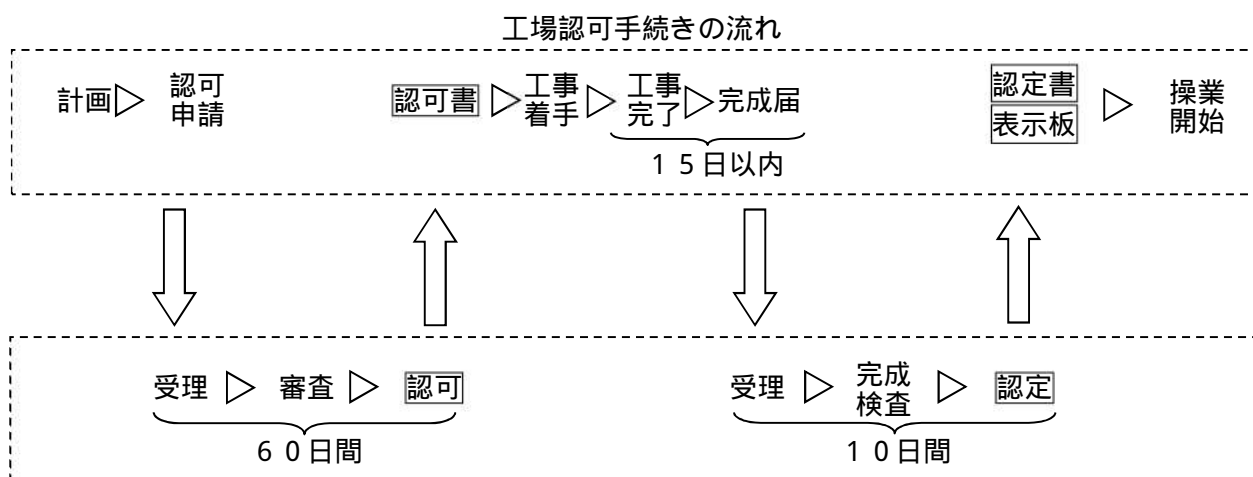 工場認可手続きの流れ
計画
認可
申請
認可書
工事
着手
工事
完了
完成届
15日以内
認定書
表示板
操業
開始
受理
審査
認可
60日間
受理
完成
検査
認定
10日間